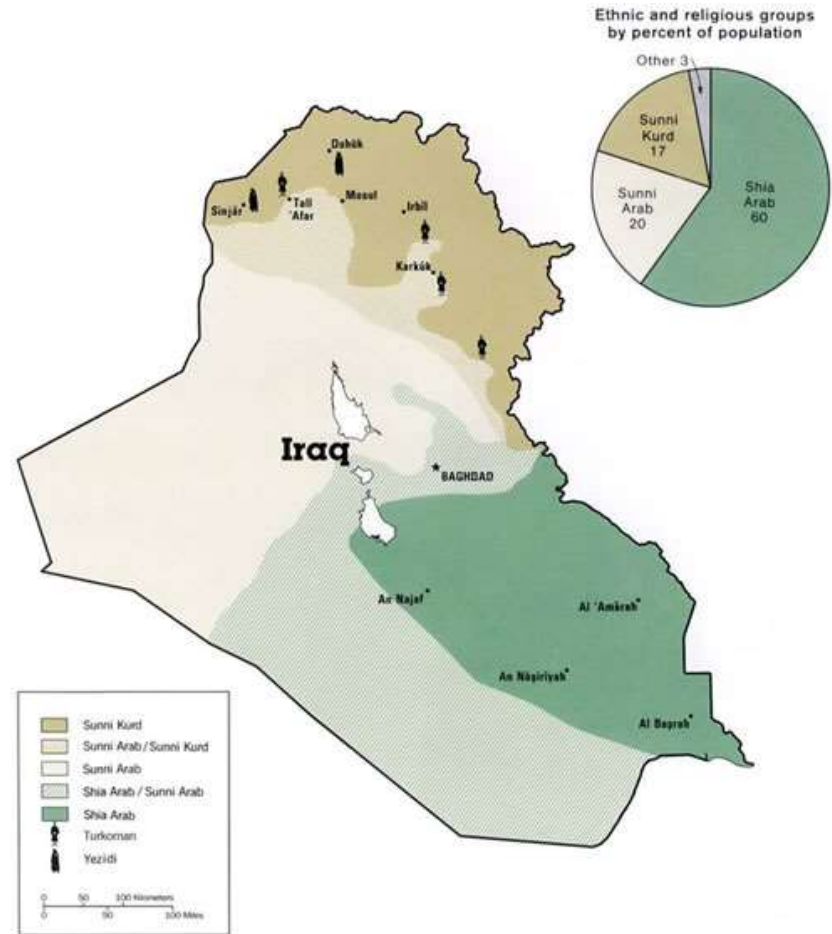 Ethnic and religious groups
by percent of population
Other 3
Sunni
Kurd
17
Sunni
Arab
20
Shia
Arab
60
Dahūk
Sinjār
Tall
'Afar
Mosul
Irbīl
Karkūk
Iraq
BAGHDAD
An Najaf
Al 'Amārah
An Nāşirīyah
Al Başrah
Sunni Kurd
Sunni Arab/Sunni Kurd
Sunni Arab
Shia Arab/Sunni Arab
Shia Arab
Turkoman
Yezidi
0 50 100 Kilometers
0 50 100 Miles